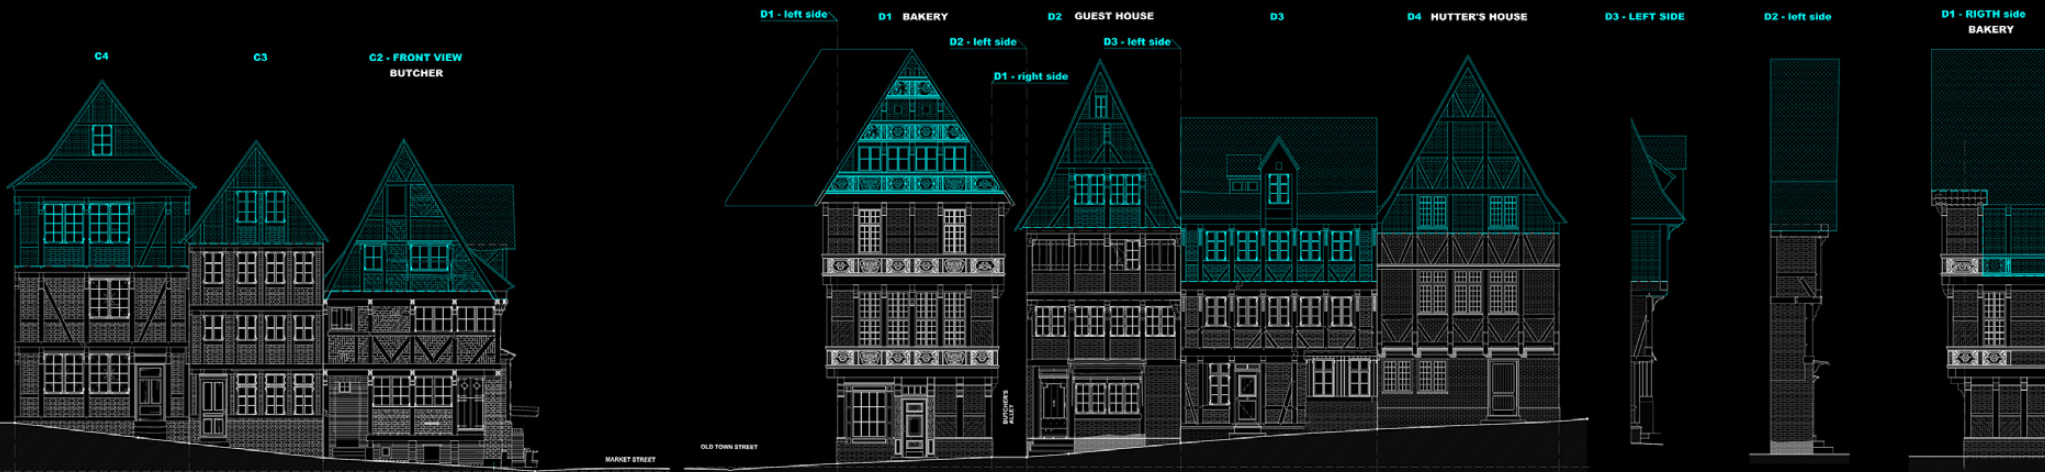 C4
C3
C2 - FRONT VIEW
BUTCHER
D1 - left side
D1 BAKERY
D2 - left side
D1 - right side
D2 GUEST HOUSE
D3 - left side
D3
D4 HUTTER'S HOUSE
D3 - LEFT SIDE
D2 - left side
D1 - RIGTH side
BAKERY
BUTCHER'S
ALLEY
OLD TOWN STREET
MARKET STREET